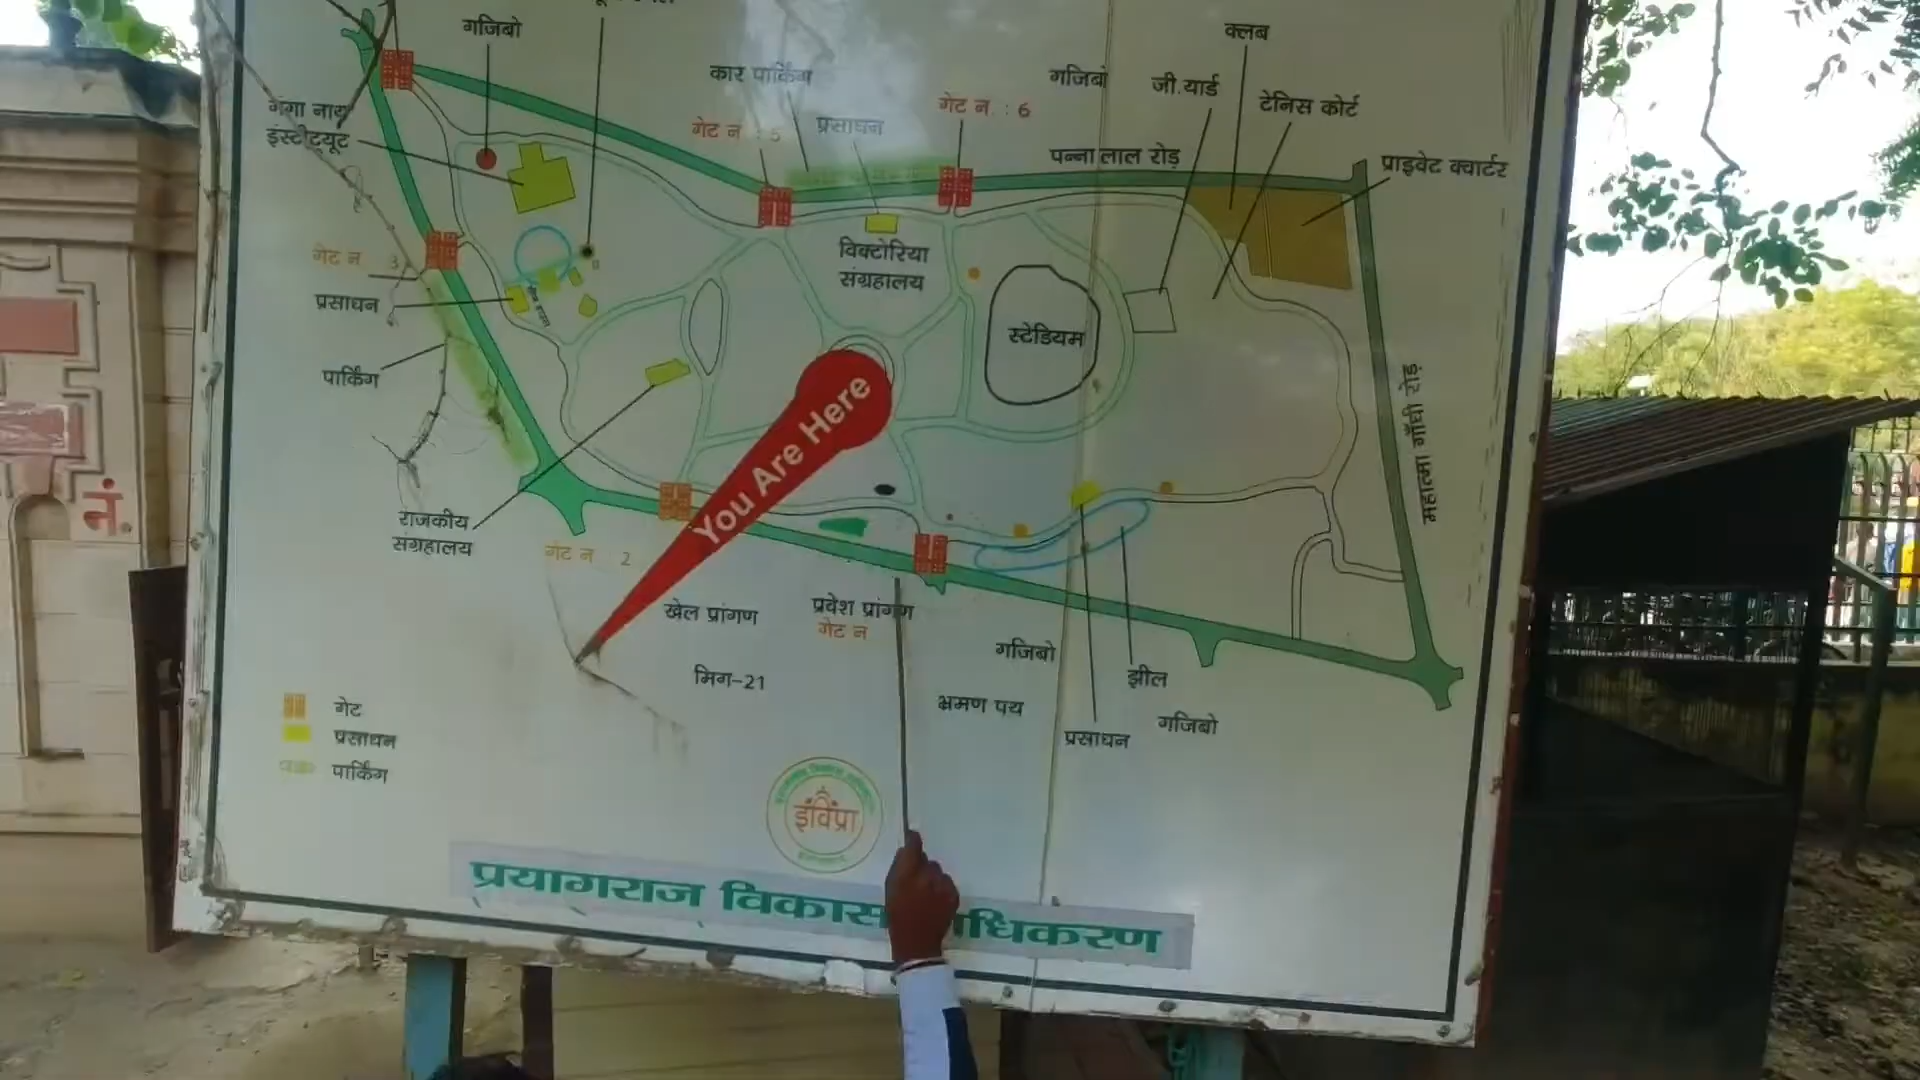 गजिबो
क्लब
कार पार्किंग
गजिबो
जी.यार्ड
टेनिस कोर्ट
गंगा नाथ
इंस्टीट्यूट
गेट न : 5
प्रसाधन
गेट न : 6
पन्ना लाल रोड़
प्राइवेट क्वार्टर
गेट न 3
प्रसाधन
विक्टोरिया
संग्रहालय
स्टेडियम
पार्किंग
You Are Here
महात्मा गाँधी रोड़
नं.
राजकीय
संग्रहालय
गेट न 2
खेल प्रांगण
प्रवेश प्रांगण
गेट न
गजिबो
झील
मिग-21
भ्रमण पथ
गजिबो
प्रसाधन
गेट
प्रसाधन
पार्किंग
इंविप्रा
प्रयागराज विकास